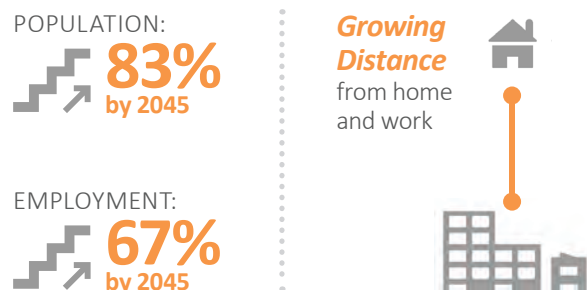 POPULATION:
83%
by 2045
EMPLOYMENT:
67%
by 2045
Growing
Distance
from home
and work